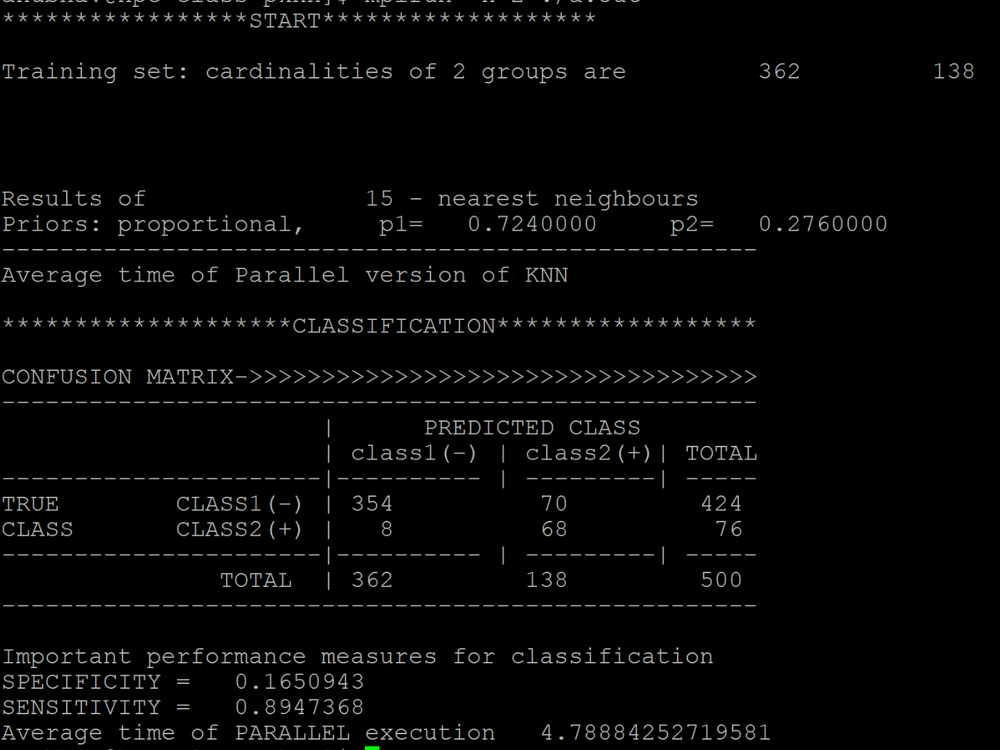 *****************START*******************
Training set: cardinalities of 2 groups are 362 138
Results of 15 - nearest neighbours
Priors: proportional, p1= 0.7240000 p2= 0.2760000
----------------------------------------------------
Average time of Parallel version of KNN
********************CLASSIFICATION******************
CONFUSION MATRIX->>>>>>>>>>>>>>>>>>>>>>>>>>>>>>>>>>>
----------------------------------------------------
| PREDICTED CLASS
| class1(-) | class2(+)| TOTAL
----------------------|---------- | ---------| -----
TRUE CLASS1(-) | 354 70 424
CLASS CLASS2(+) | 8 68 76
----------------------|---------- | ---------| -----
TOTAL | 362 138 500
----------------------------------------------------
Important performance measures for classification
SPECIFICITY = 0.1650943
SENSITIVITY = 0.8947368
Average time of PARALLEL execution 4.78884252719581